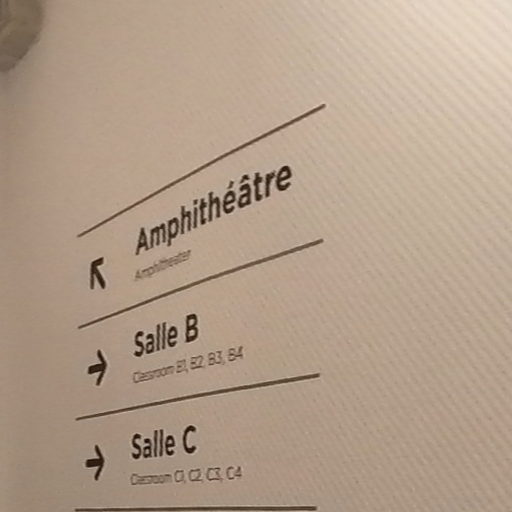 Amphithéâtre
Amphitheater
Salle B
Classroom B1, B2, B3, B4
Salle C
Classroom C1, C2, C3, C4